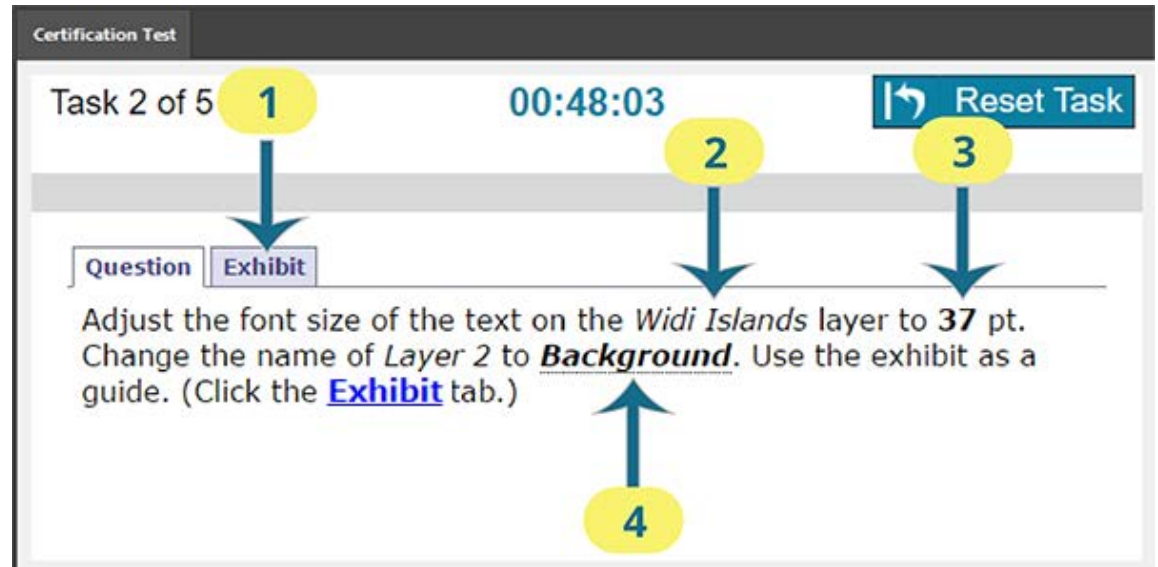 Certification Test
Task 2 of 5
1
00:48:03
Reset Task
2
3
Question
Exhibit
Adjust the font size of the text on the Widi Islands layer to 37 pt.
Change the name of Layer 2 to Background. Use the exhibit as a
guide. (Click the Exhibit tab.)
4